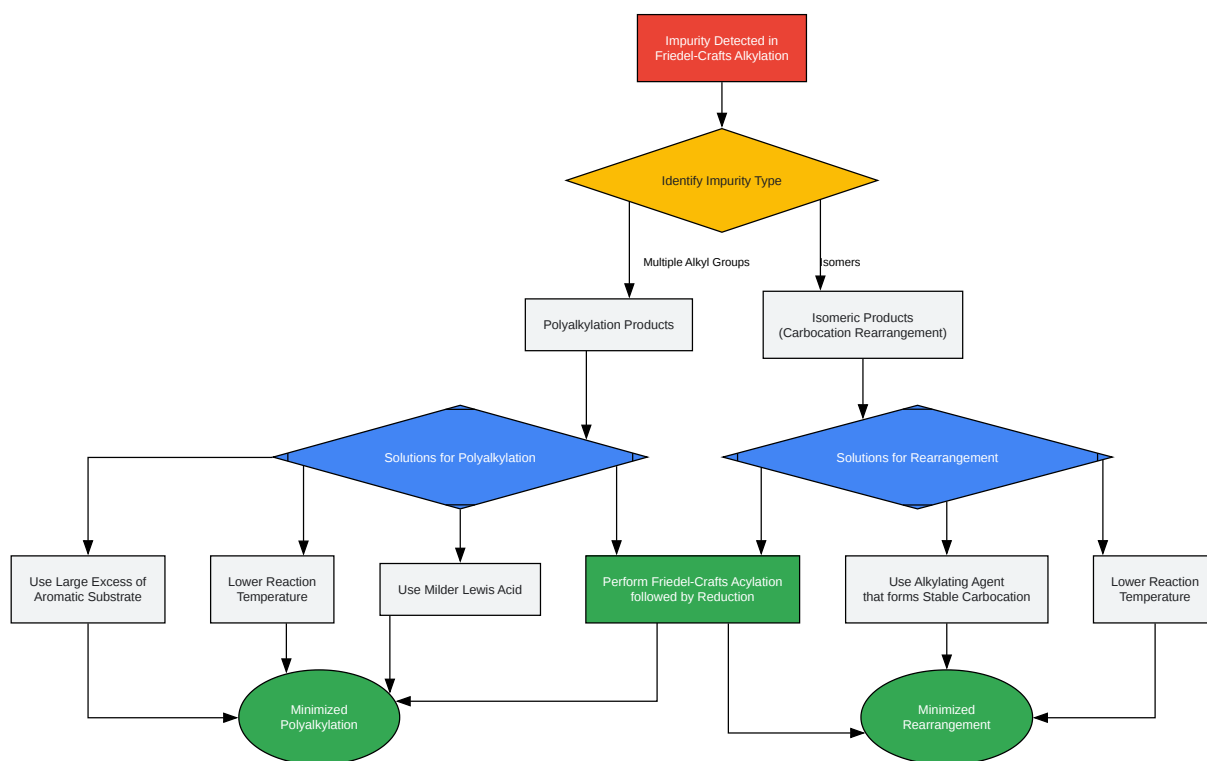 Impurity Detected in
Friedel-Crafts Alkylation
Identify Impurity Type
Multiple Alkyl Groups
Isomers
Polyalkylation Products
Isomeric Products
(Carbocation Rearrangement)
Solutions for Polyalkylation
Solutions for Rearrangement
Use Large Excess of
Aromatic Substrate
Lower Reaction
Temperature
Use Milder Lewis Acid
Perform Friedel-Crafts Acylation
followed by Reduction
Use Alkylating Agent
that forms Stable Carbocation
Lower Reaction
Temperature
Minimized
Polyalkylation
Minimized
Rearrangement